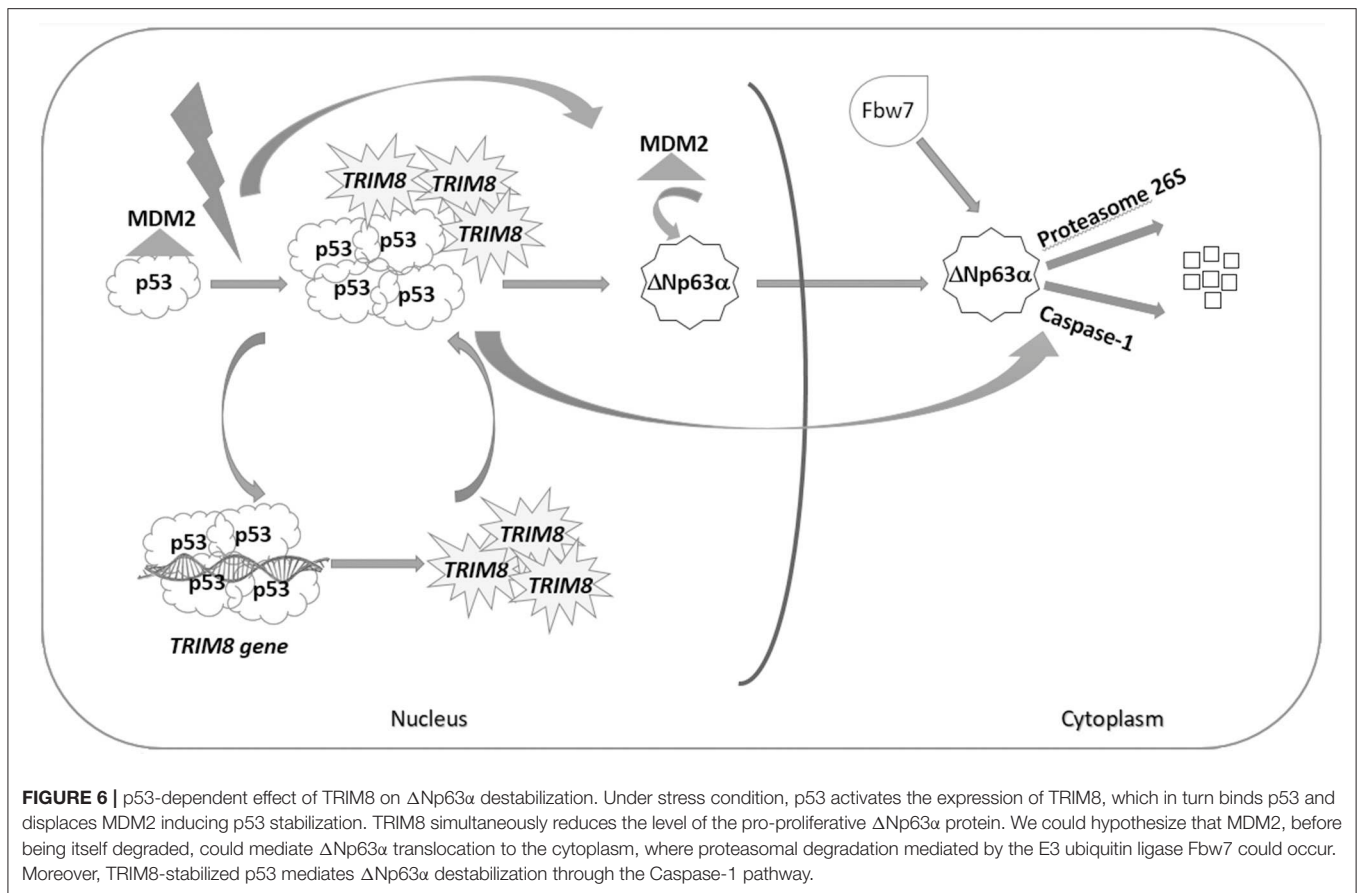 MDM2
p53
TRIM8
TRIM8
TRIM8
p53
p53
p53
p53
MDM2
ΔNp63α
Fbw7
ΔNp63α
Proteasome 26S
Caspase-1
p53
p53
p53
p53
TRIM8 gene
TRIM8
TRIM8
TRIM8
Nucleus
Cytoplasm
FIGURE 6 | p53-dependent effect of TRIM8 on ΔNp63α destabilization. Under stress condition, p53 activates the expression of TRIM8, which in turn binds p53 and
displaces MDM2 inducing p53 stabilization. TRIM8 simultaneously reduces the level of the pro-proliferative ΔNp63α protein. We could hypothesize that MDM2, before
being itself degraded, could mediate ΔNp63α translocation to the cytoplasm, where proteasomal degradation mediated by the E3 ubiquitin ligase Fbw7 could occur.
Moreover, TRIM8-stabilized p53 mediates ΔNp63α destabilization through the Caspase-1 pathway.